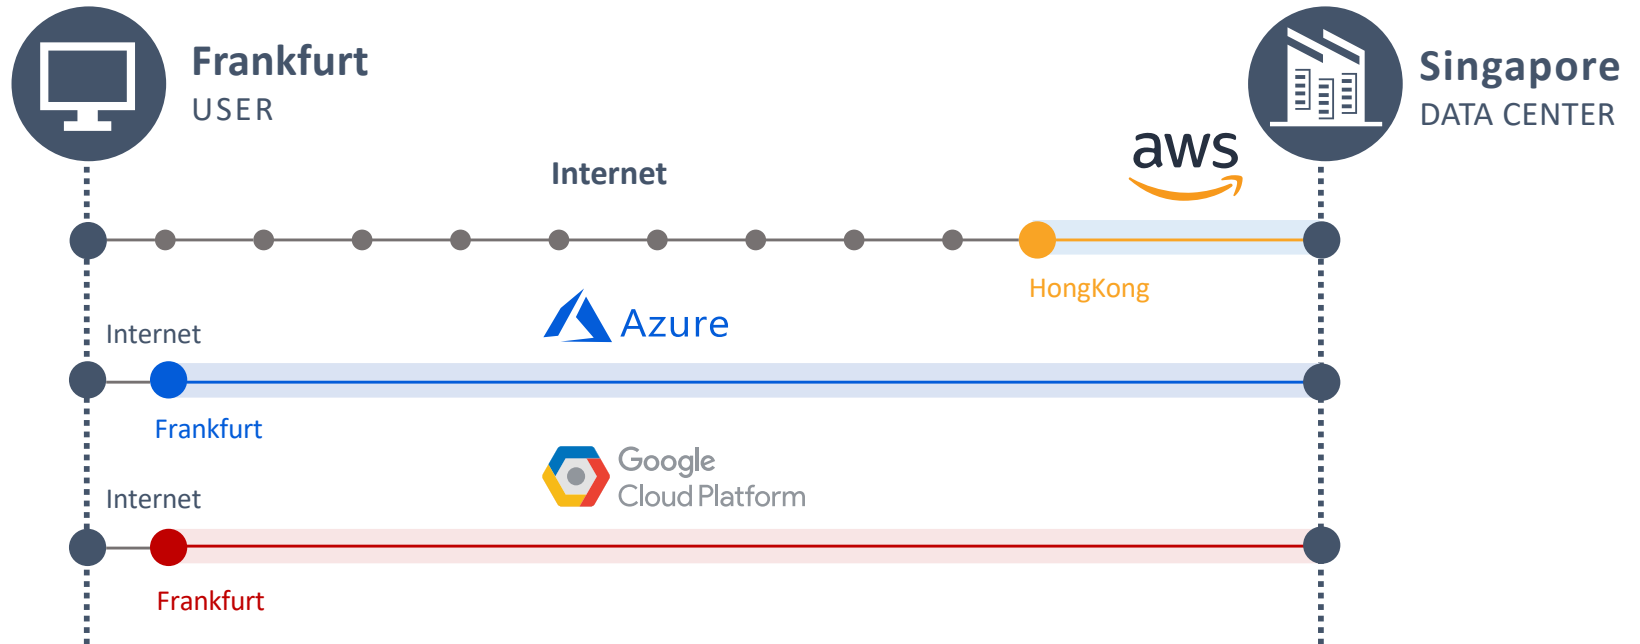 Frankfurt
USER
Singapore
DATA CENTER
aws
Internet
HongKong
Azure
Internet
Frankfurt
Google
Cloud Platform
Internet
Frankfurt